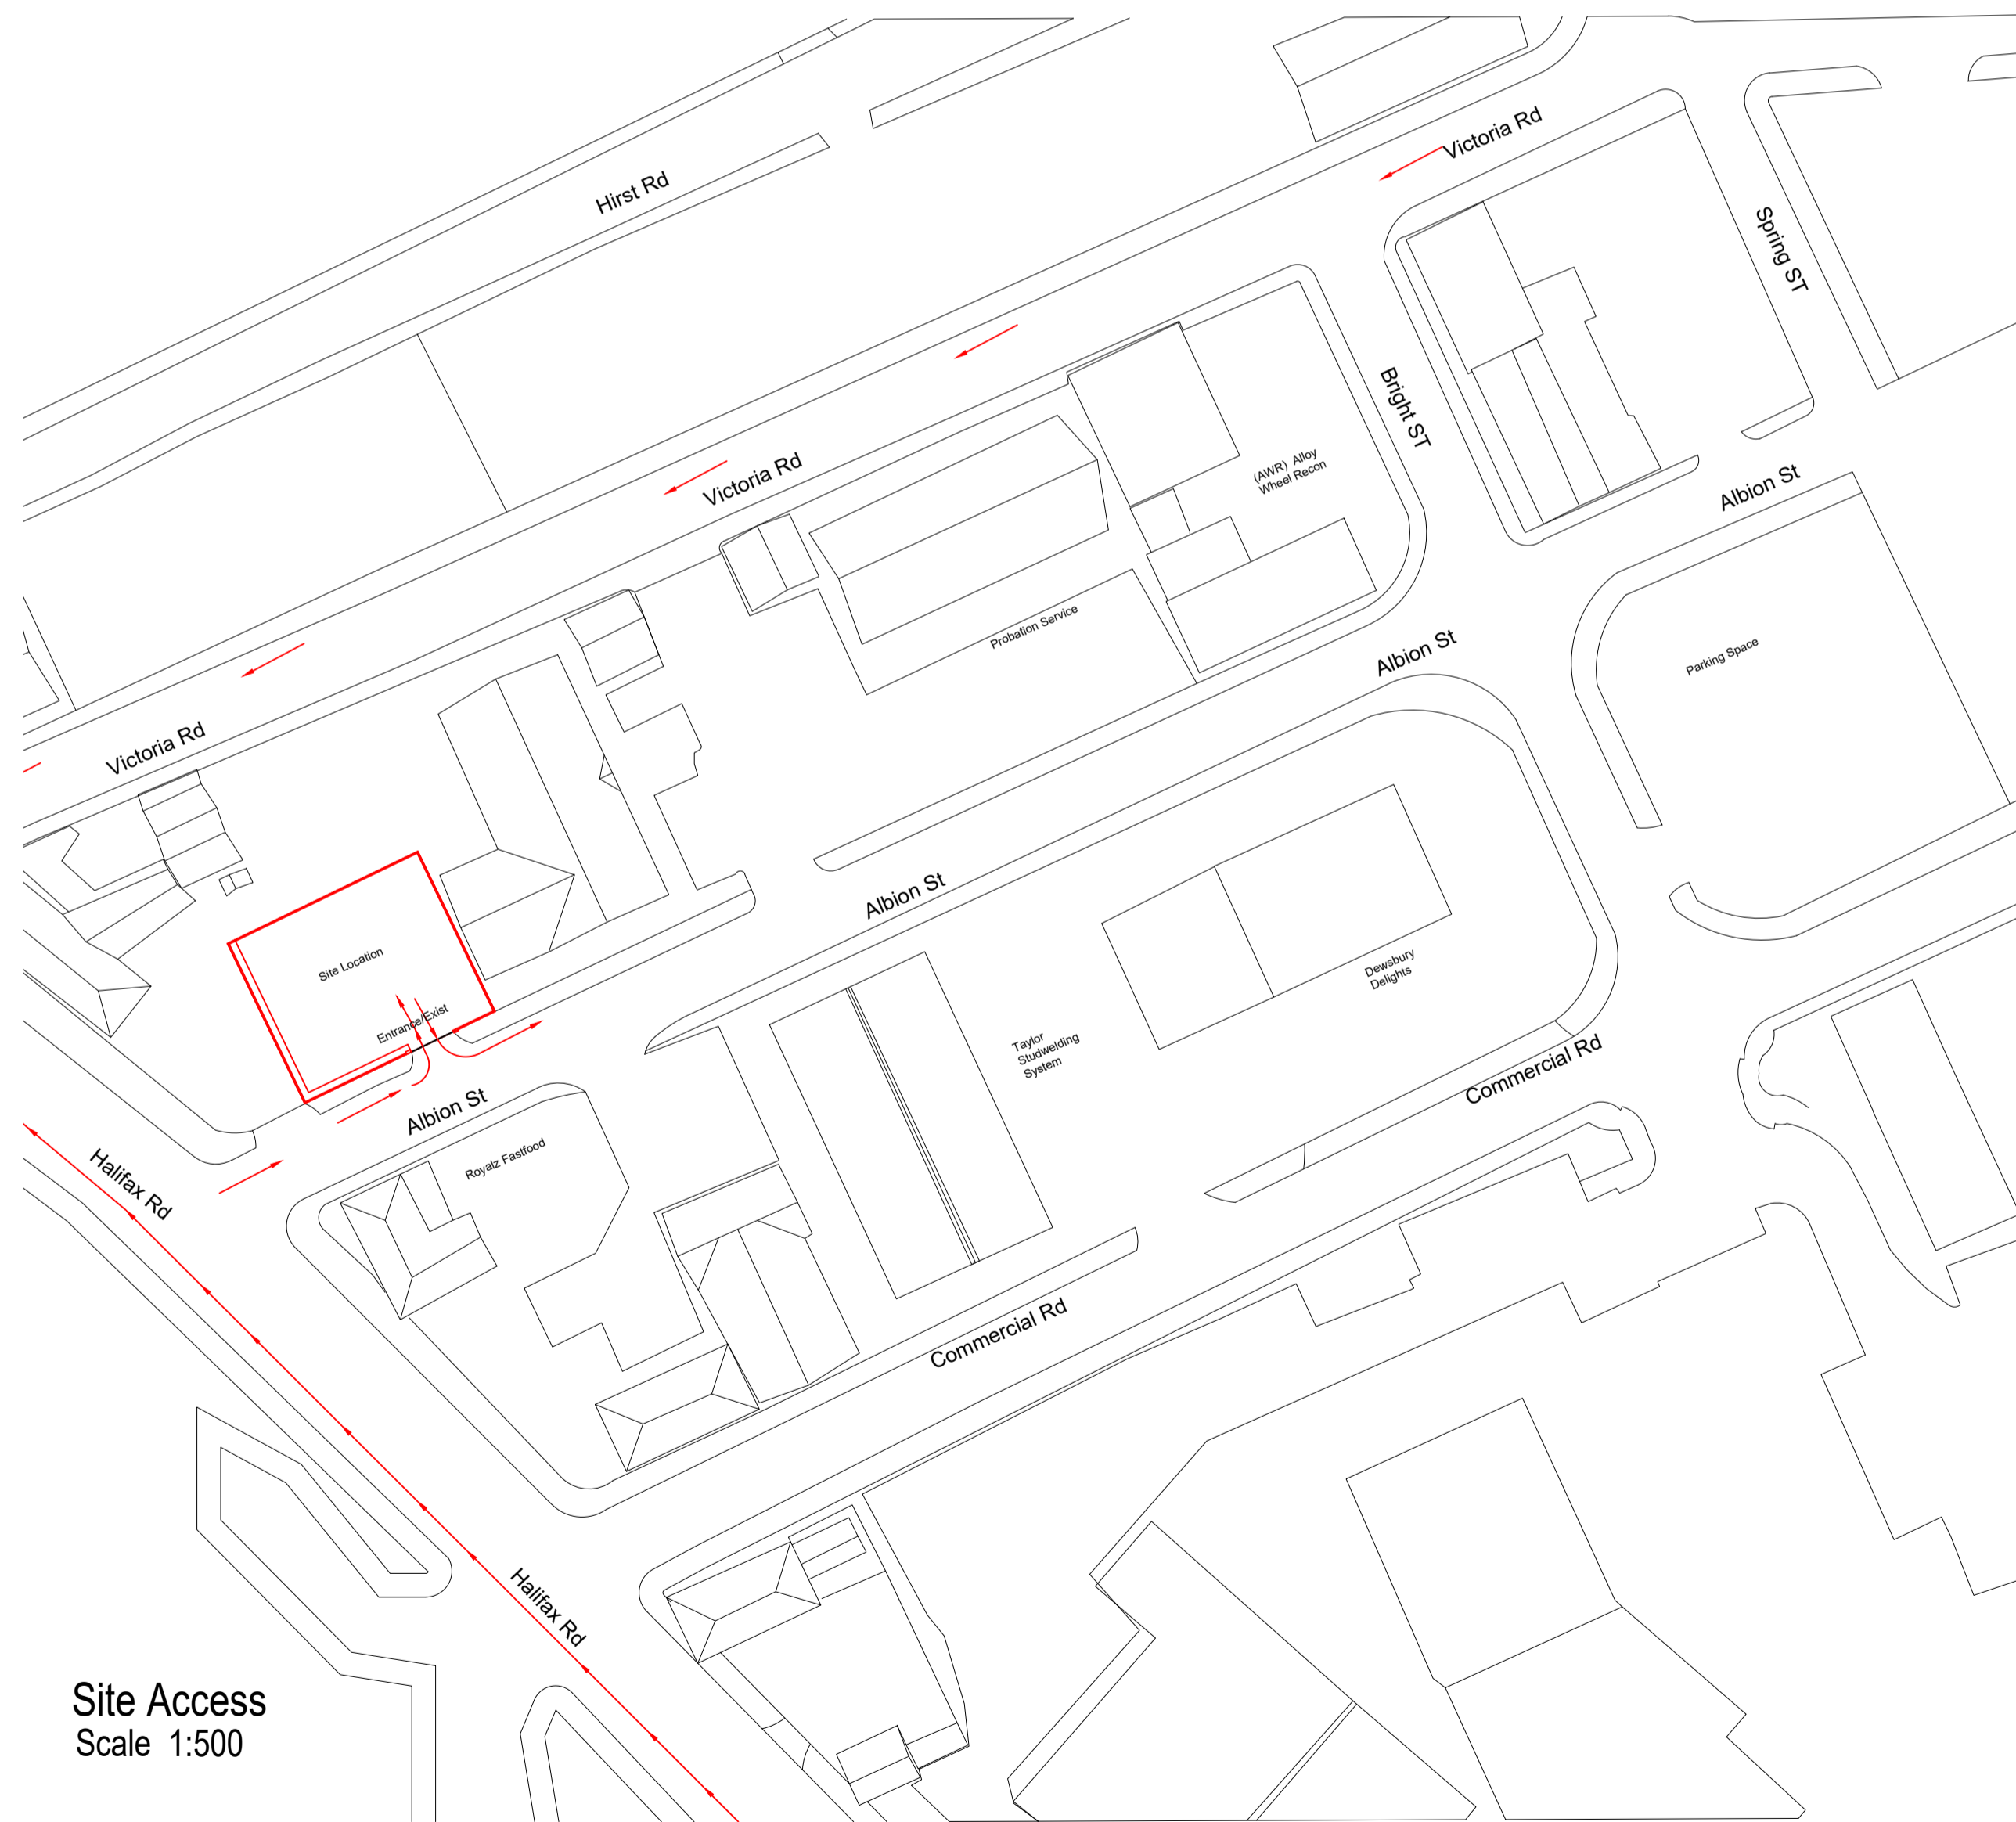 Victoria Rd
Hirst Rd
Spring ST
Bright ST
Victoria Rd
(AWR) Alloy
Wheel Recon
Albion St
Probation Service
Albion St
Parking Space
Victoria Rd
Albion St
Site Location
Dewsbury
Delights
Entrance/Exist
Taylor
Studwelding
System
Commercial Rd
Albion St
Royalz Fastfood
Halifax Rd
Commercial Rd
Halifax Rd
Site Access
Scale 1:500